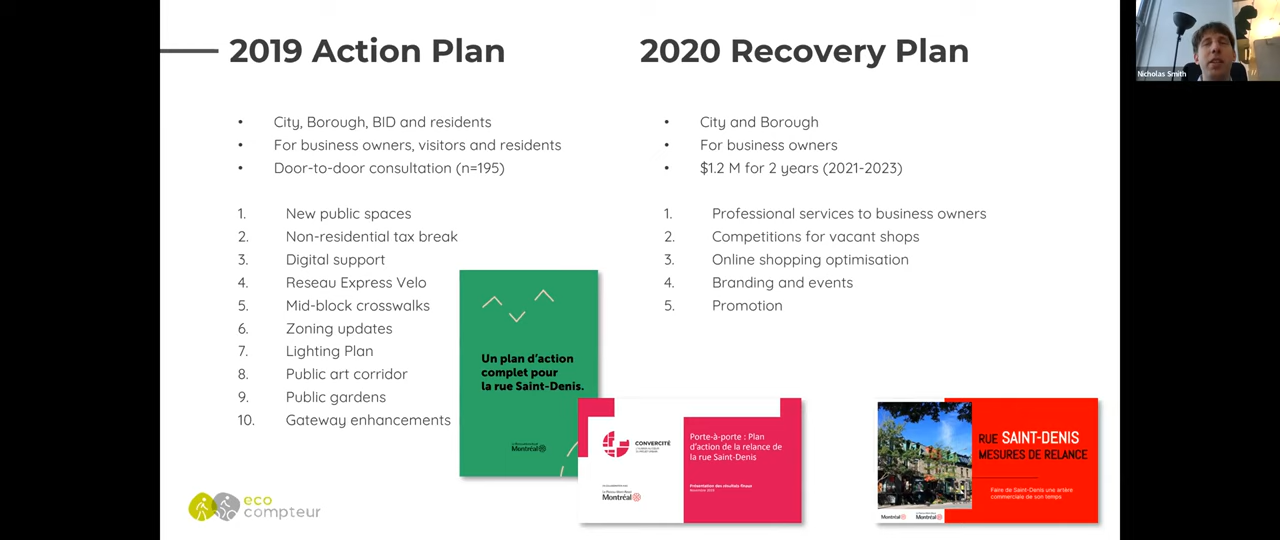 2019 Action Plan
• City, Borough, BID and residents
• For business owners, visitors and residents
• Door-to-door consultation (n=195)
1. New public spaces
2. Non-residential tax break
3. Digital support
4. Reseau Express Velo
5. Mid-block crosswalks
6. Zoning updates
7. Lighting Plan
8. Public art corridor
9. Public gardens
10. Gateway enhancements
2020 Recovery Plan
• City and Borough
• For business owners
• $1.2 M for 2 years (2021-2023)
1. Professional services to business owners
2. Competitions for vacant shops
3. Online shopping optimisation
4. Branding and events
5. Promotion
Un plan d'action
complet pour
la rue Saint-Denis.
Montréal
CONVERCITÉ
Montréal
Porte-à-porte : Plan
d'action de la relance de
la rue Saint-Denis
Présentation des résultats finaux
RUE SAINT-DENIS
MESURES DE RELANCE
Faire de Saint-Denis une artère
commerciale de son temps
Montréal
Montréal
eco
compteur
Nicholas Smith